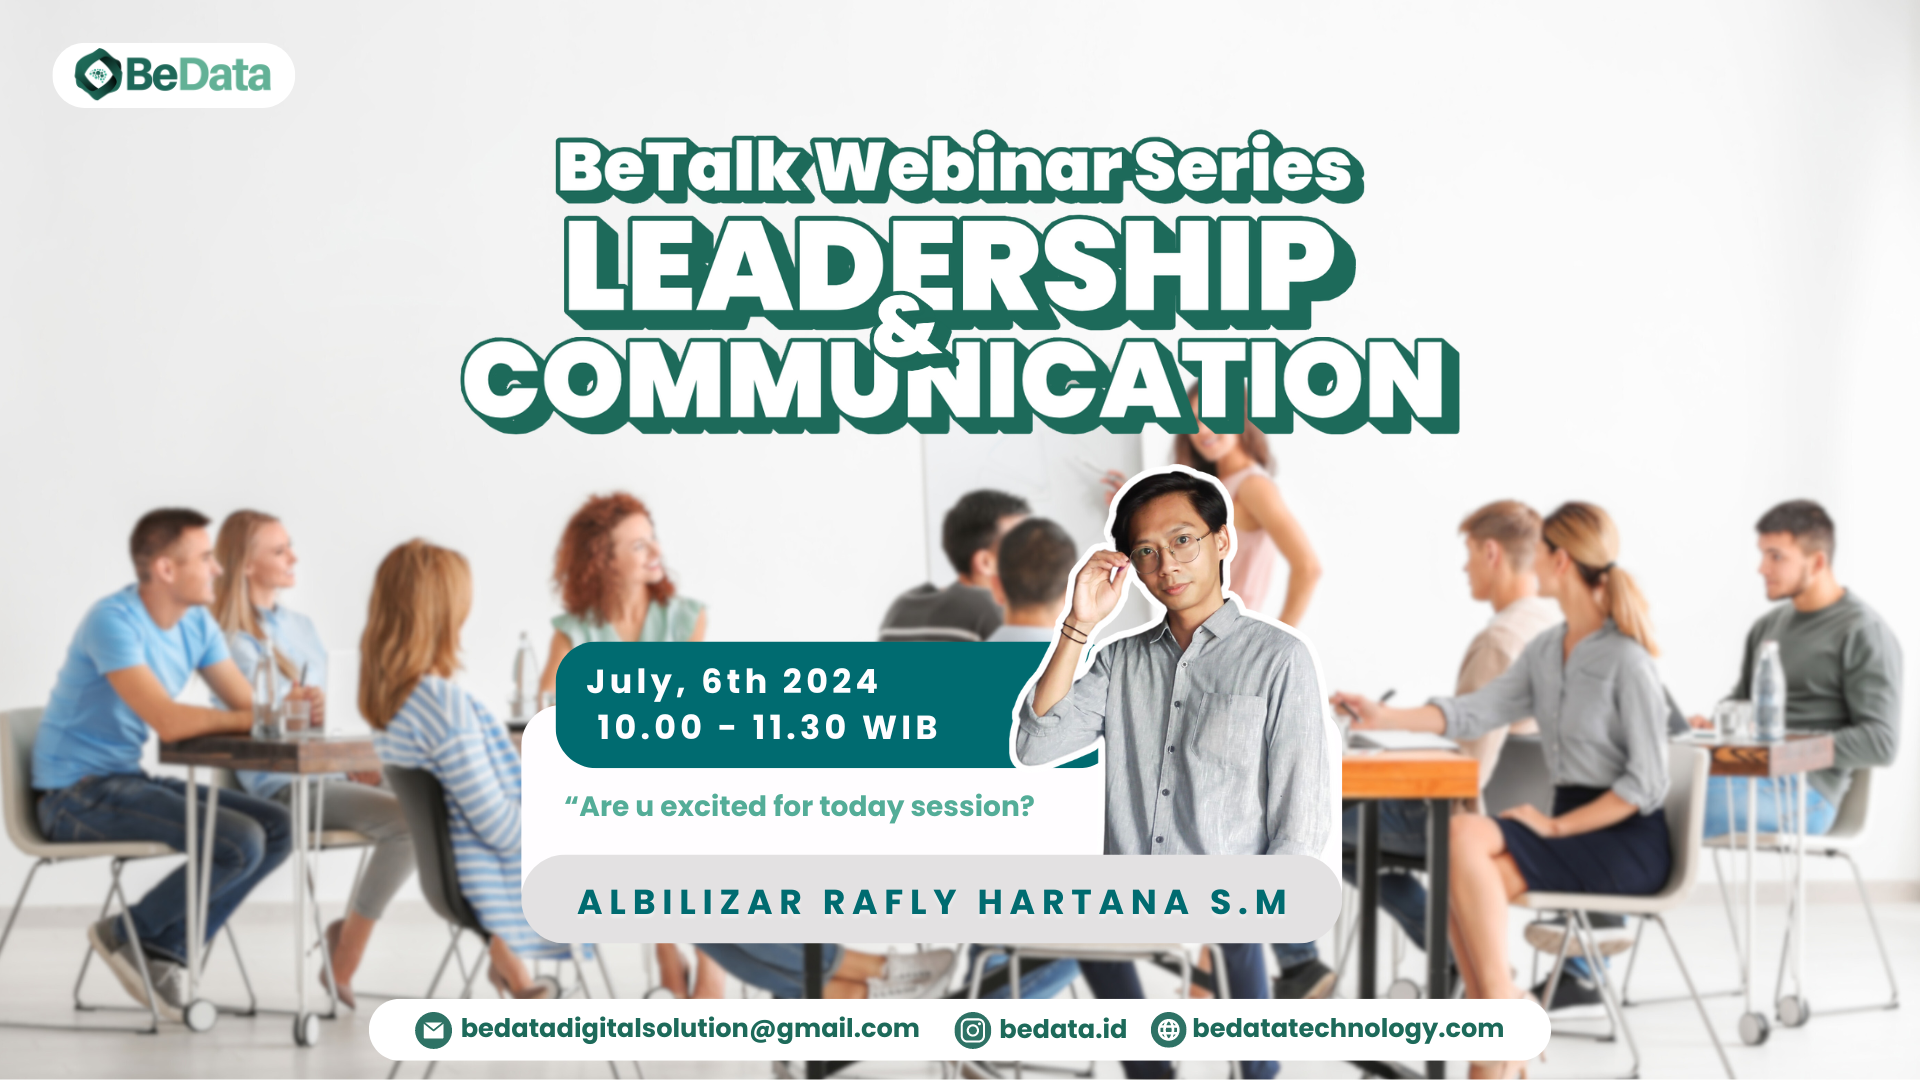 BeData
BeTalk Webinar Series
LEADERSHIP
&
COMMUNICATION
July, 6th 2024
10.00 - 11.30 WIB
“Are u excited for today session?
ALBILIZAR RAFLY HARTANA S.M
bedatadigitalsolution@gmail.com bedata.id bedatatechnology.com